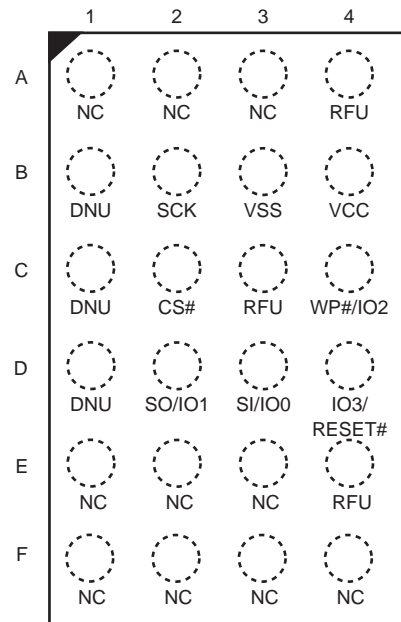 1 2 3 4
A
NC NC NC RFU
B
DNU SCK VSS VCC
C
DNU CS# RFU WP#/IO2
D
DNU SO/IO1 SI/IO0 IO3/
RESET#
E
NC NC NC RFU
F
NC NC NC NC